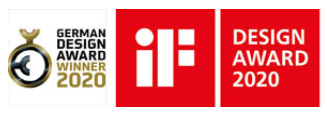 GERMAN
DESIGN
AWARD
WINNER
2020
iF
DESIGN
AWARD
2020